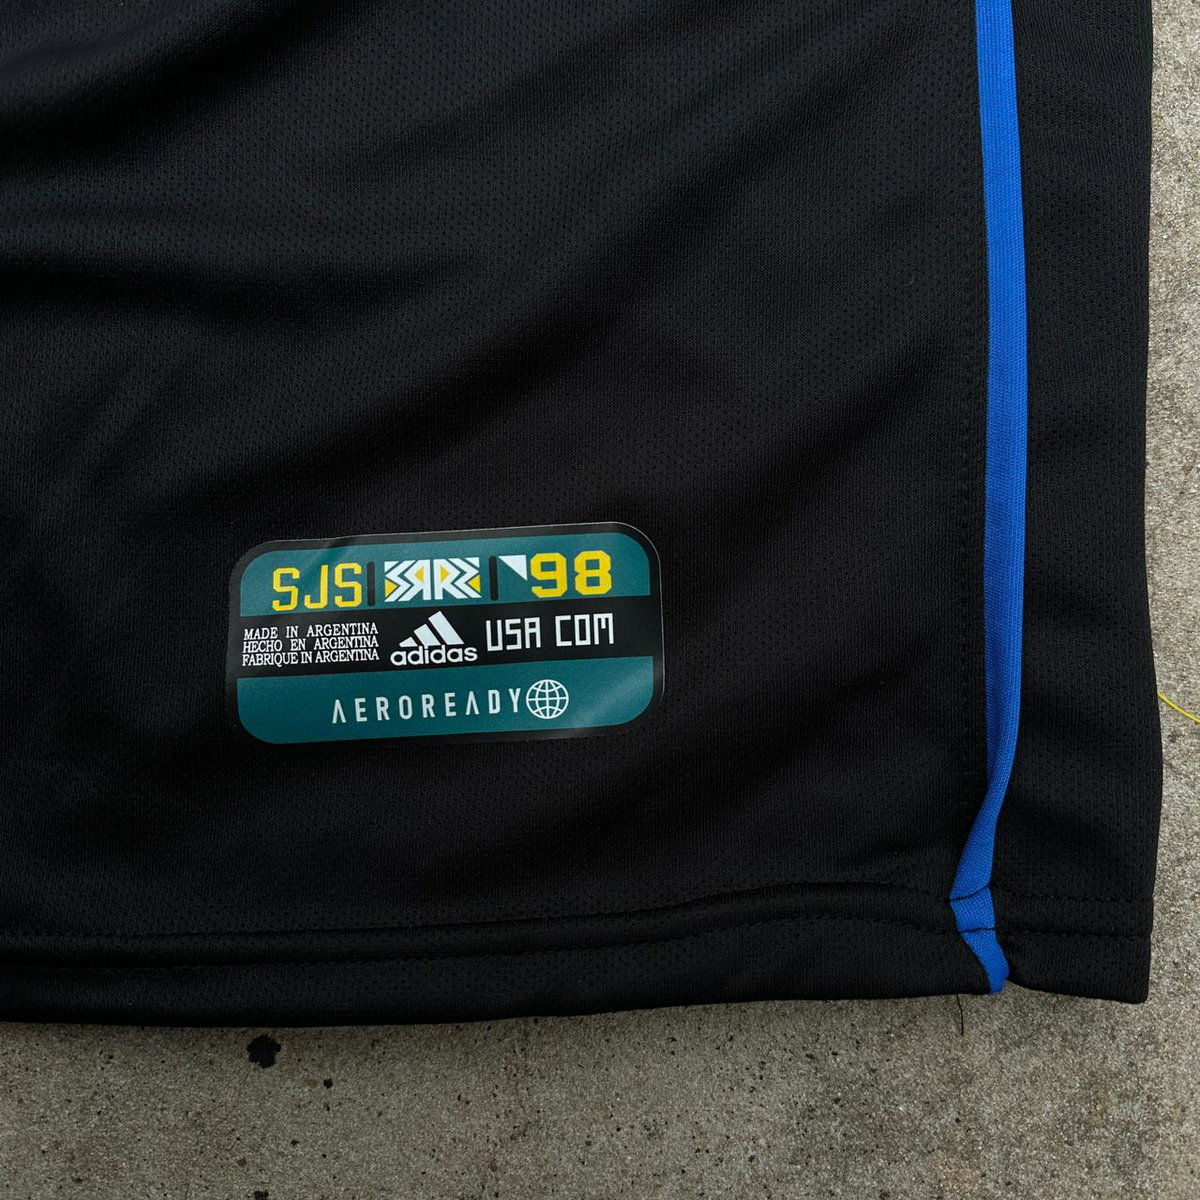 SJS '98
MADE IN ARGENTINA
HECHO EN ARGENTINA
FABRIQUE IN ARGENTINA
adidas
USA COM
AEROREADY